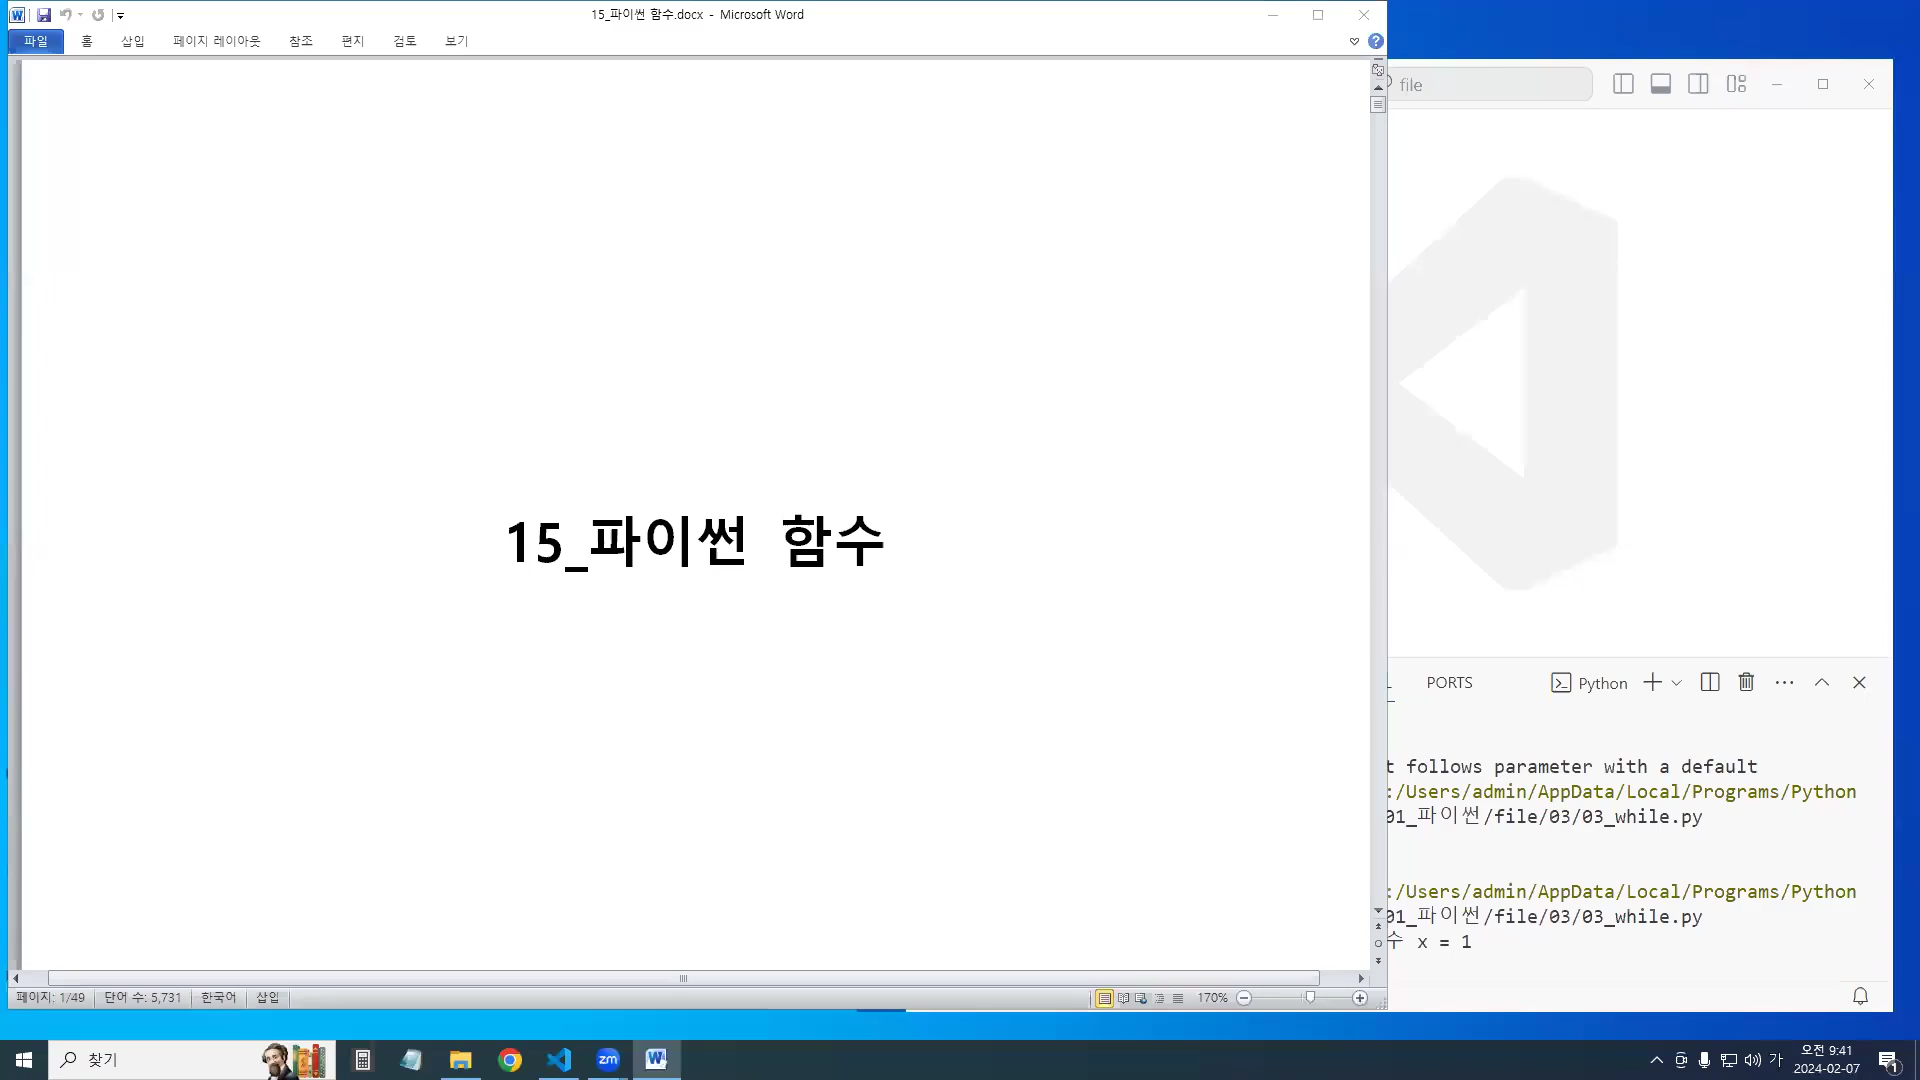 15_파이썬 함수.docx - Microsoft Word
파일 홈 삽입 페이지 레이아웃 참조 편지 검토 보기
file
15_파이썬 함수
PORTS
Python
t follows parameter with a default
:/Users/admin/AppData/Local/Programs/Python
01_파이썬/file/03/03_while.py
:/Users/admin/AppData/Local/Programs/Python
01_파이썬/file/03/03_while.py
수 x = 1
페이지: 1/49 단어 수: 5,731 한국어 삽입
170%
찾기
zm
가
오전 9:41
2024-02-07
1